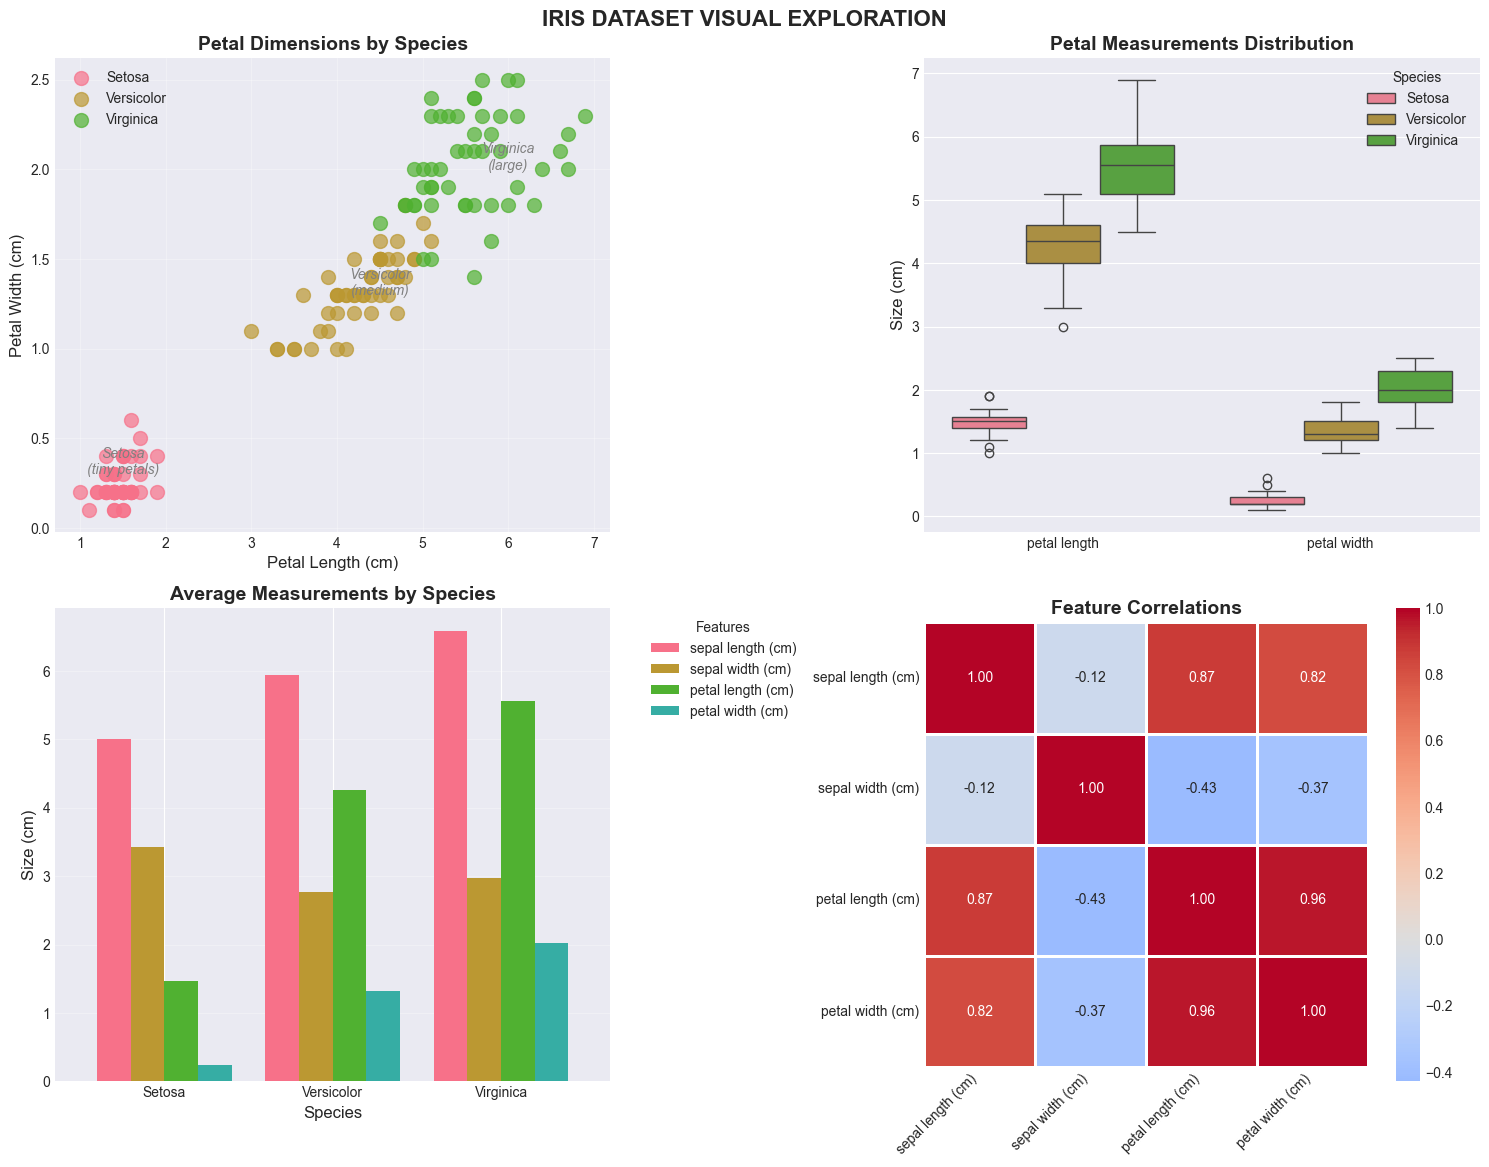 IRIS DATASET VISUAL EXPLORATION
Petal Dimensions by Species
2.5
2.0
1.5
1.0
0.5
0.0
Petal Width (cm)
Setosa
Versicolor
Virginica
Virginica
(large)
Versicolor
(medium)
Setosa
(tiny petals)
1 2 3 4 5 6 7
Petal Length (cm)
Petal Measurements Distribution
7
6
5
4
3
2
1
0
Size (cm)
Species
Setosa
Versicolor
Virginica
petal length petal width
Average Measurements by Species
6
5
4
3
2
1
0
Size (cm)
Setosa Versicolor Virginica
Species
Features
sepal length (cm)
sepal width (cm)
petal length (cm)
petal width (cm)
Feature Correlations
sepal length (cm) 1.00 -0.12 0.87 0.82
sepal width (cm) -0.12 1.00 -0.43 -0.37
petal length (cm) 0.87 -0.43 1.00 0.96
petal width (cm) 0.82 -0.37 0.96 1.00
sepal length (cm)
sepal width (cm)
petal length (cm)
petal width (cm)
1.0
0.8
0.6
0.4
0.2
0.0
−0.2
−0.4